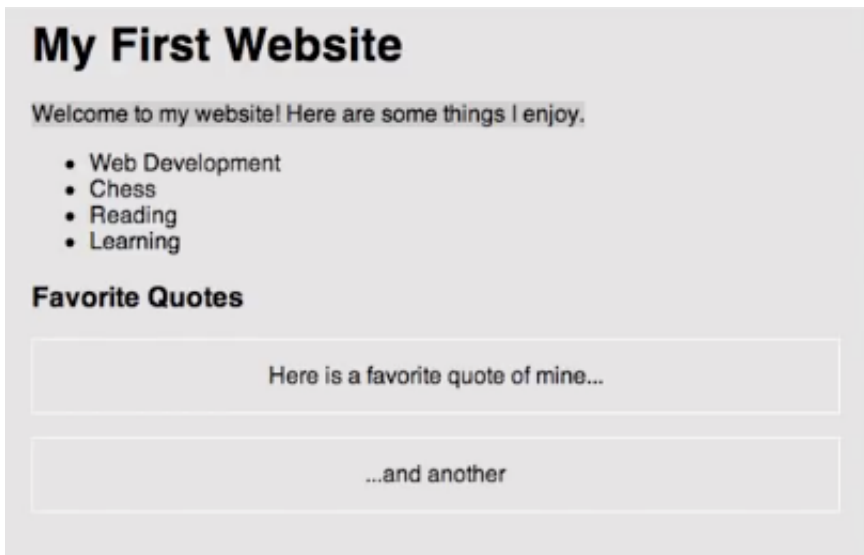 My First Website
Welcome to my website! Here are some things I enjoy.
Web Development
Chess
Reading
Learning
Favorite Quotes
Here is a favorite quote of mine...
...and another